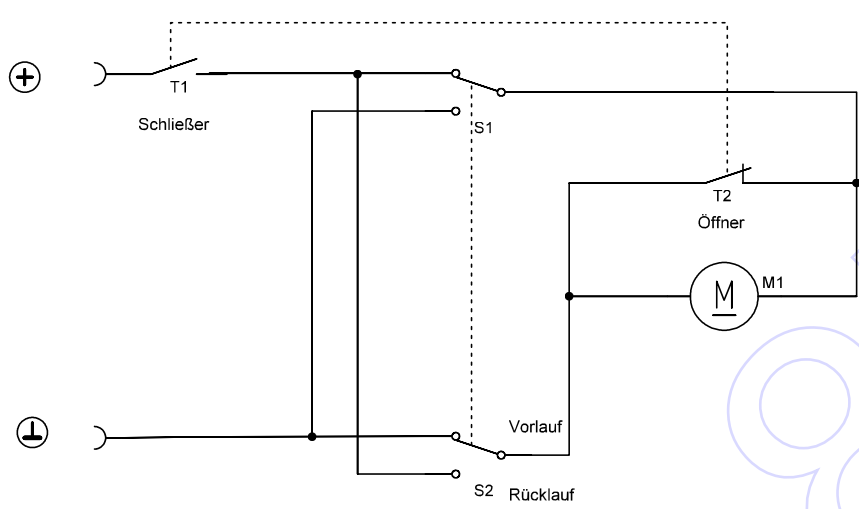 T1
Schließer
S1
T2
Öffner
M
M1
Vorlauf
S2
Rücklauf